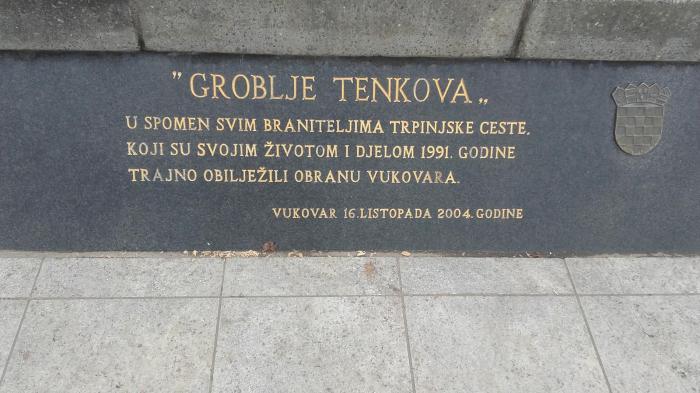 " GROBLJE TENKOVA „
U SPOMEN SVIM BRANITELJIMA TRPINJSKE CESTE,
KOJI SU SVOJIM ŽIVOTOM I DJELOM 1991. GODINE
TRAJNO OBILJEŽILI OBRANU VUKOVARA.
VUKOVAR 16.LISTOPADA 2004. GODINE